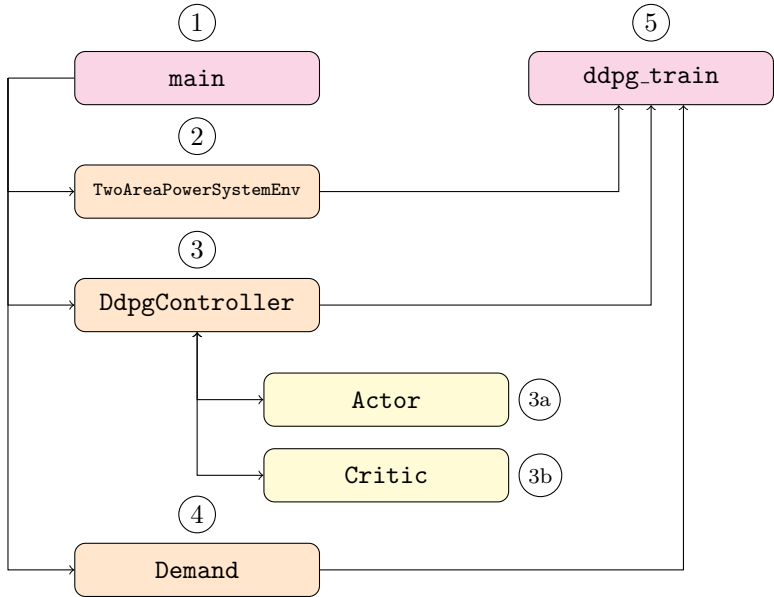 1
5
main
ddpg_train
2
TwoAreaPowerSystemEnv
3
DdpgController
Actor
3a
Critic
3b
4
Demand